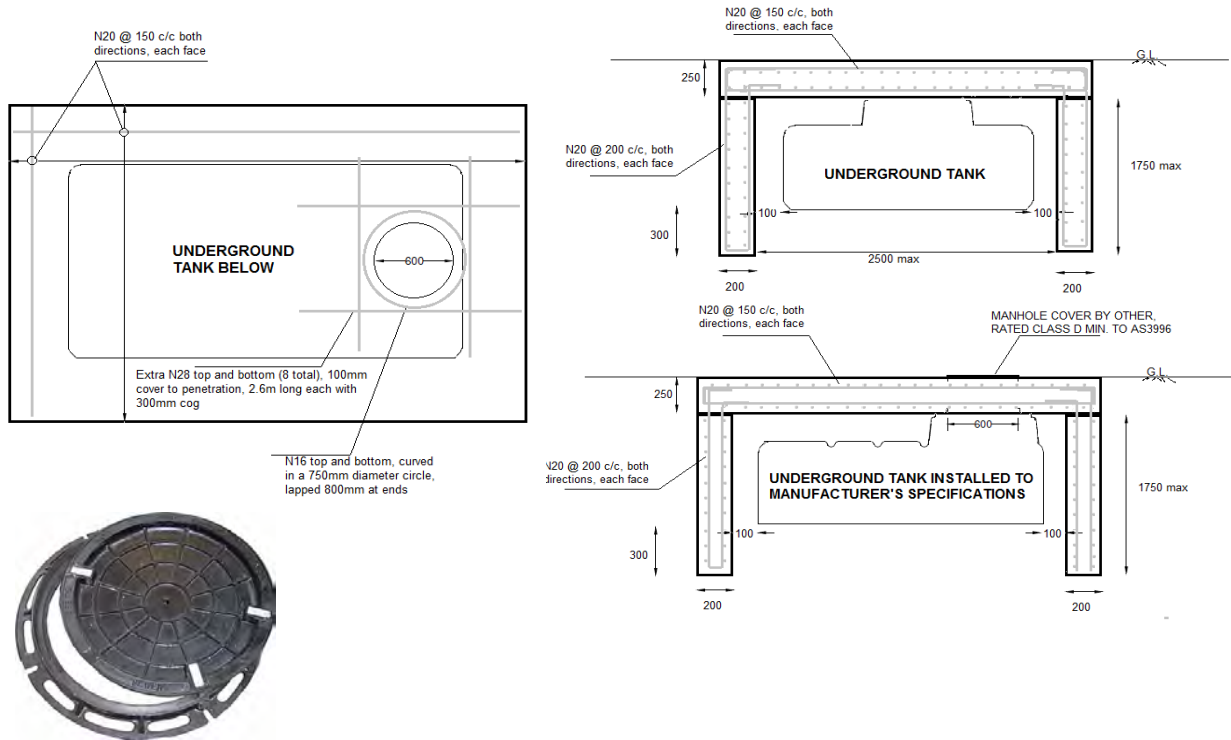 N20 @ 150 c/c both
directions, each face
UNDERGROUND
TANK BELOW
600
Extra N28 top and bottom (8 total), 100mm
cover to penetration, 2.6m long each with
300mm cog
N16 top and bottom, curved
in a 750mm diameter circle,
lapped 800mm at ends
N20 @ 150 c/c, both
directions. each face
G.L.
250
N20 @ 200 c/c, both
directions, each face
UNDERGROUND TANK
1750 max
100
100
300
2500 max
200
200
N20 @ 150 c/c, both
directions, each face
MANHOLE COVER BY OTHER,
RATED CLASS D MIN. TO AS3996
G.L.
250
600
N20 @ 200 c/c, both
directions, each face
UNDERGROUND TANK INSTALLED TO
MANUFACTURER'S SPECIFICATIONS
1750 max
100
100
300
200
200